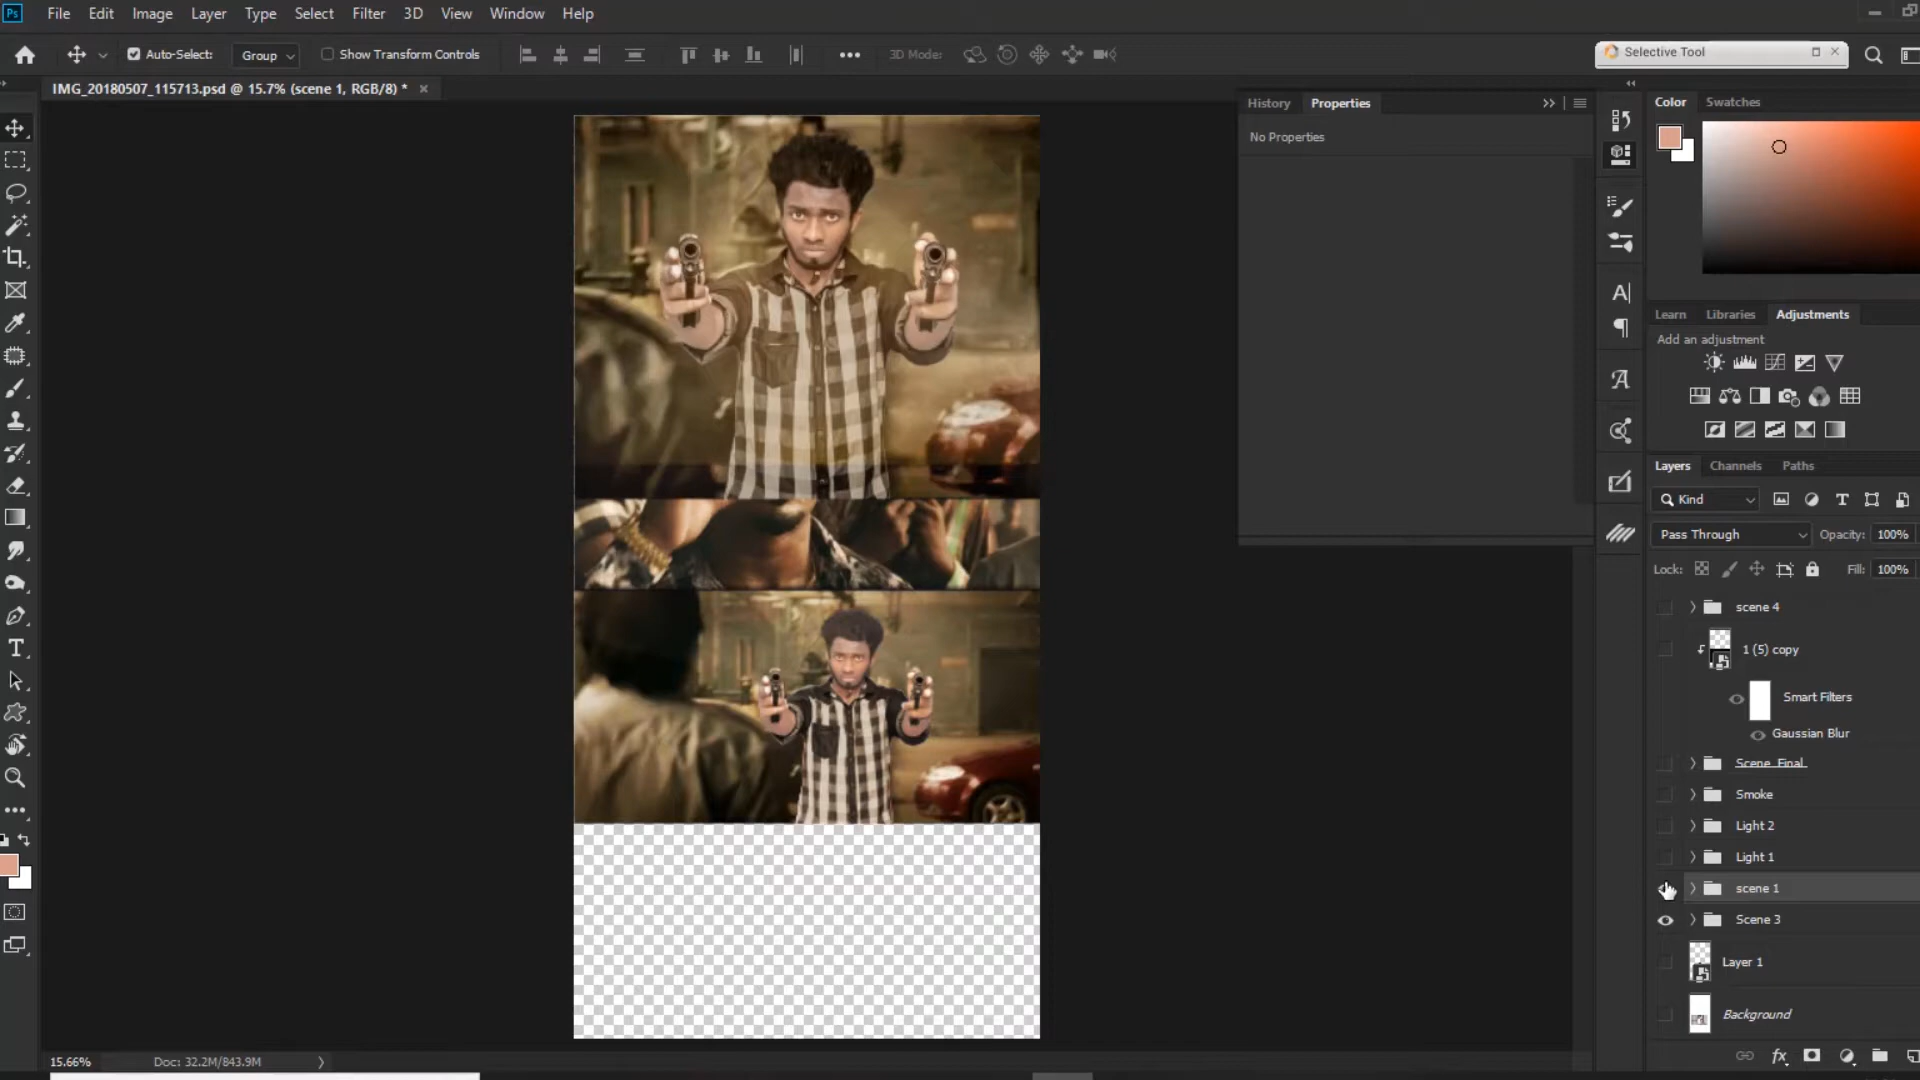 Ps File Edit Image Layer Type Select Filter 3D View Window Help
Auto-Select: Group Show Transform Controls 3D Mode: Selective Tool
IMG_20180507_115713.psd @ 15.7% (scene 1, RGB/8) *
History Properties
No Properties
Color Swatches
Learn Libraries Adjustments
Add an adjustment
Layers Channels Paths
Kind
Pass Through Opacity: 100%
Lock: Fill: 100%
scene 4
1 (5) copy
Smart Filters
Gaussian Blur
Scene_Final
Smoke
Light 2
Light 1
scene 1
Scene 3
Layer 1
Background
15.66% Doc: 32.2M/843.9M